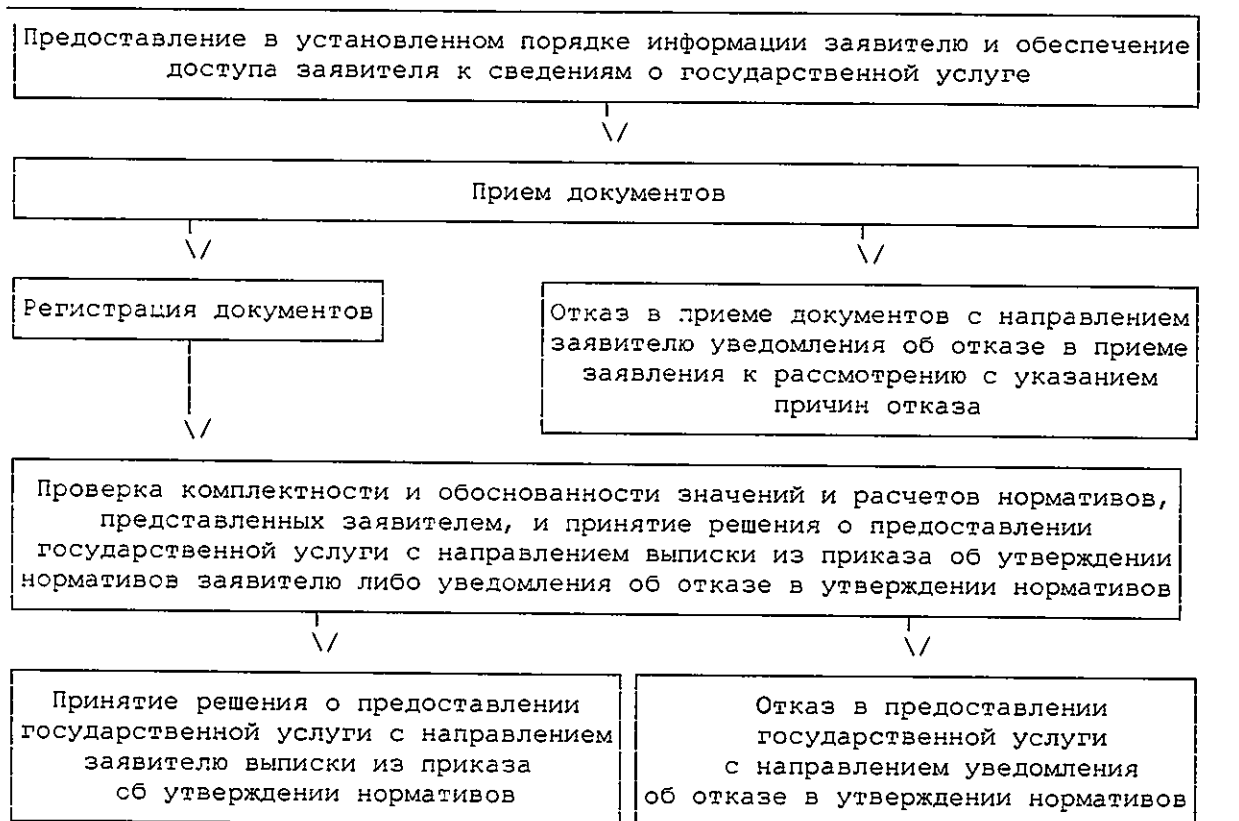 Предоставление в установленном порядке информации заявителю и обеспечение
доступа заявителя к сведениям о государственной услуге
Прием документов
Регистрация документов
Отказ в приеме документов с направлением
заявителю уведомления об отказе в приеме
заявления к рассмотрению с указанием
причин отказа
Проверка комплектности и обоснованности значений и расчетов нормативов,
представленных заявителем, и принятие решения о предоставлении
государственной услуги с направлением выписки из приказа об утверждении
нормативов заявителю либо уведомления об отказе в утверждении нормативов
Принятие решения о предоставлении
государственной услуги с направлением
заявителю выписки из приказа
об утверждении нормативов
Отказ в предоставлении
государственной услуги
с направлением уведомления
об отказе в утверждении нормативов